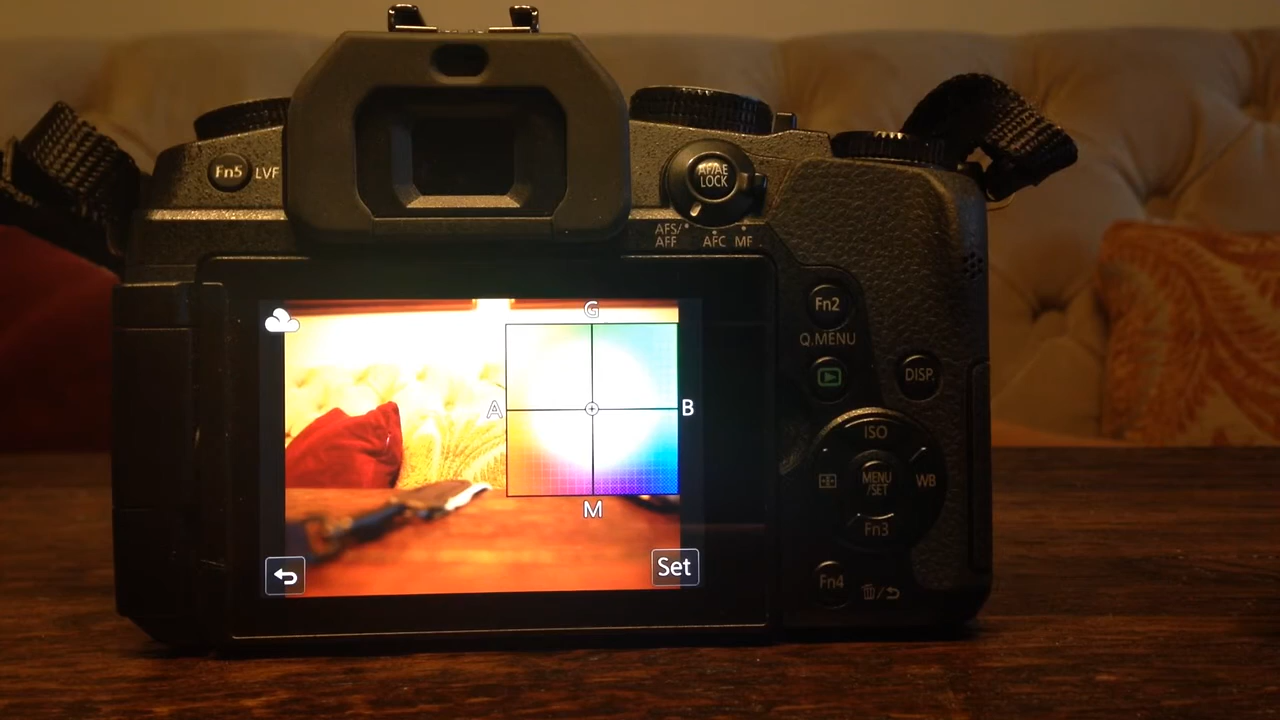 Fn5 LVF
AF/AE
LOCK
AFS/
AFF
AFC
MF
Fn2
Q.MENU
DISP.
ISO
MENU
/SET
WB
Fn3
Fn4
G
A
B
M
Set